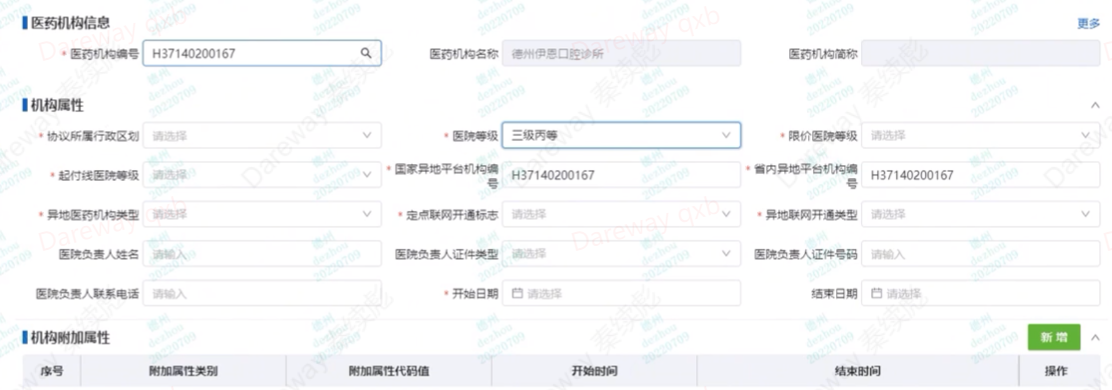 医药机构信息 更多
* 医药机构编号 H37140200167 医药机构名称 德州伊恩口腔诊所 医药机构简称
机构属性
* 协议所属行政区划 请选择 * 医院等级 三级丙等 * 限价医院等级 请选择
* 起付线医院等级 请选择 * 国家异地平台机构编号 H37140200167 * 省内异地平台机构编号 H37140200167
* 异地医药机构类型 请选择 * 定点联网开通标志 请选择 * 异地联网开通类型 请选择
医院负责人姓名 请输入 医院负责人证件类型 请选择 医院负责人证件号码 请输入
医院负责人联系电话 请输入 * 开始日期 请选择 结束日期 请选择
机构附加属性 新增
序号 附加属性类别 附加属性代码值 开始时间 结束时间 操作
Dareway 秦续彪
Dareway qxb
德州
dezhou
20220709